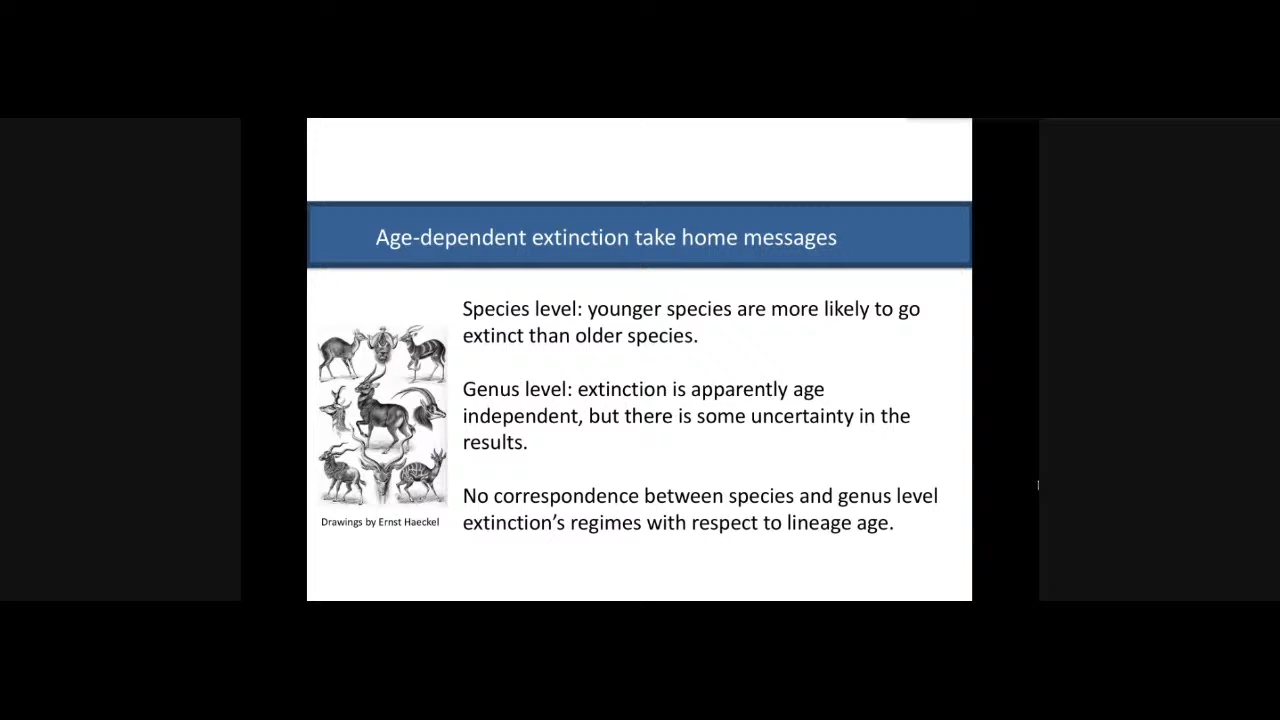 Age-dependent extinction take home messages
Species level: younger species are more likely to go
extinct than older species.
Genus level: extinction is apparently age
independent, but there is some uncertainty in the
results.
No correspondence between species and genus level
extinction’s regimes with respect to lineage age.
Drawings by Ernst Haeckel